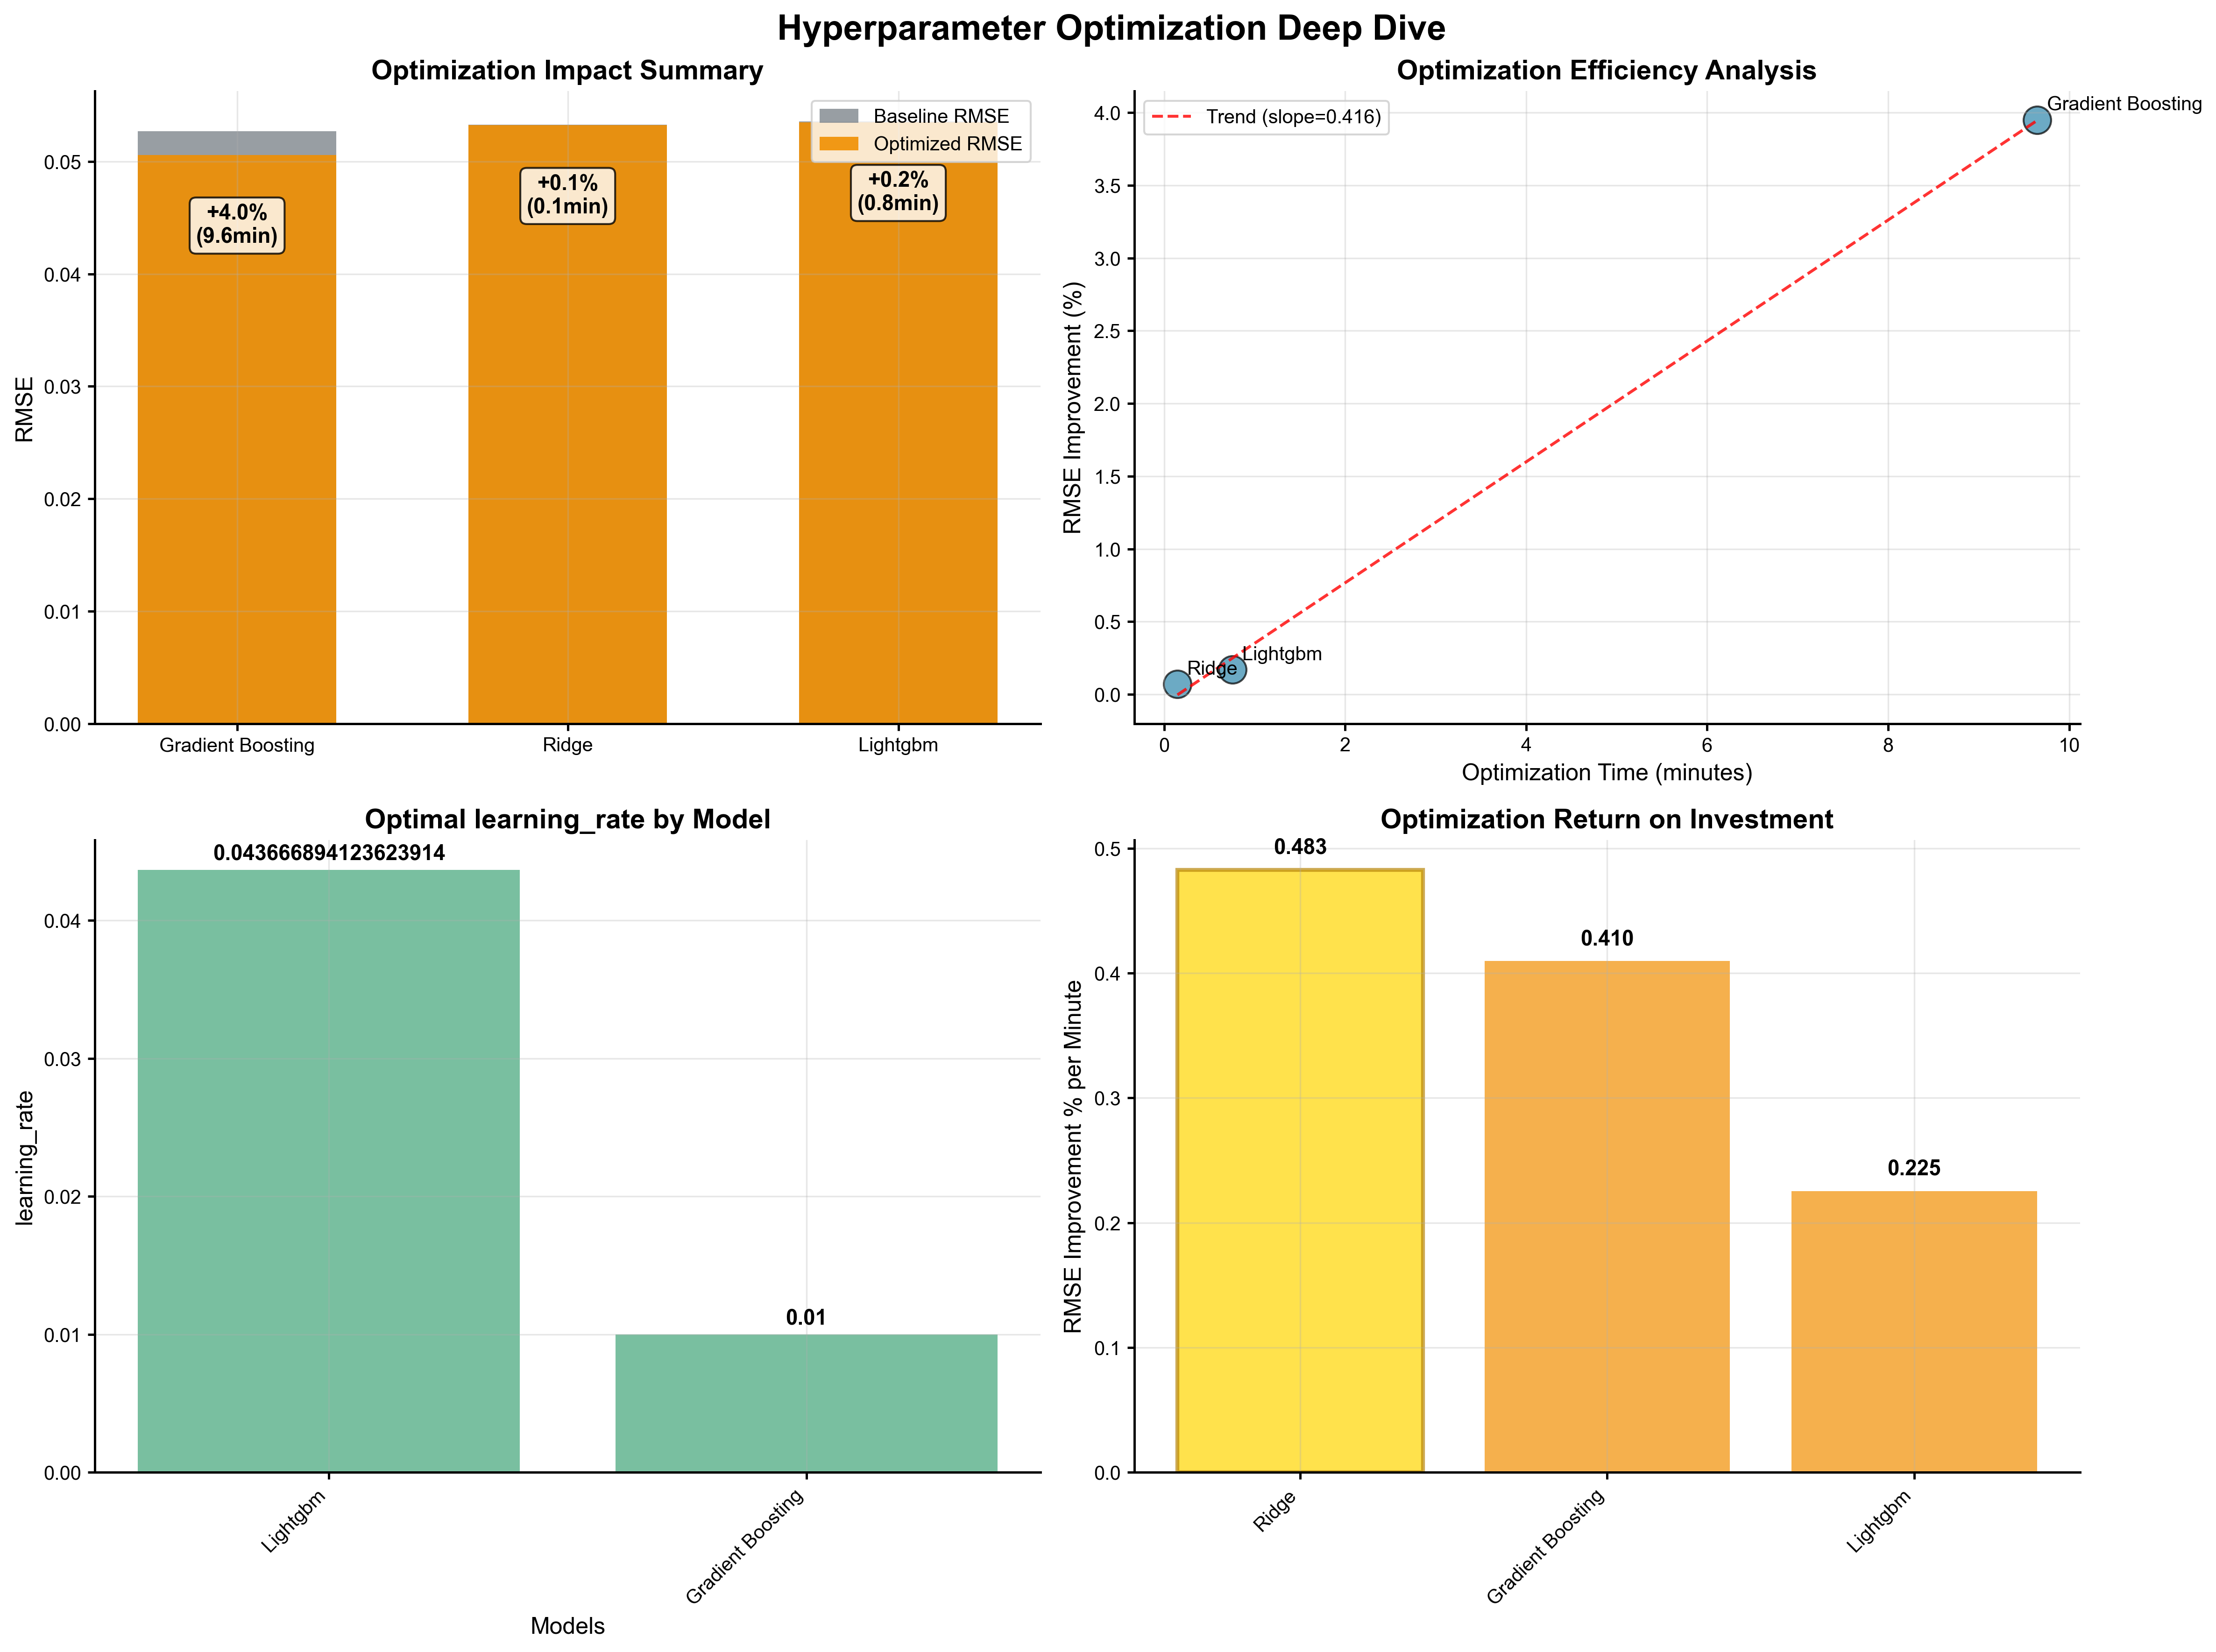 Hyperparameter Optimization Deep Dive
Optimization Impact Summary
Baseline RMSE
Optimized RMSE
+4.0%
(9.6min)
+0.1%
(0.1min)
+0.2%
(0.8min)
RMSE
0.05
0.04
0.03
0.02
0.01
0.00
Gradient Boosting
Ridge
Lightgbm
Optimization Efficiency Analysis
Trend (slope=0.416)
Gradient Boosting
Lightgbm
Ridge
RMSE Improvement (%)
4.0
3.5
3.0
2.5
2.0
1.5
1.0
0.5
0.0
0
2
4
6
8
10
Optimization Time (minutes)
Optimal learning_rate by Model
0.043666894123623914
0.01
learning_rate
0.04
0.03
0.02
0.01
0.00
Lightgbm
Gradient Boosting
Models
Optimization Return on Investment
0.483
0.410
0.225
RMSE Improvement % per Minute
0.5
0.4
0.3
0.2
0.1
0.0
Ridge
Gradient Boosting
Lightgbm